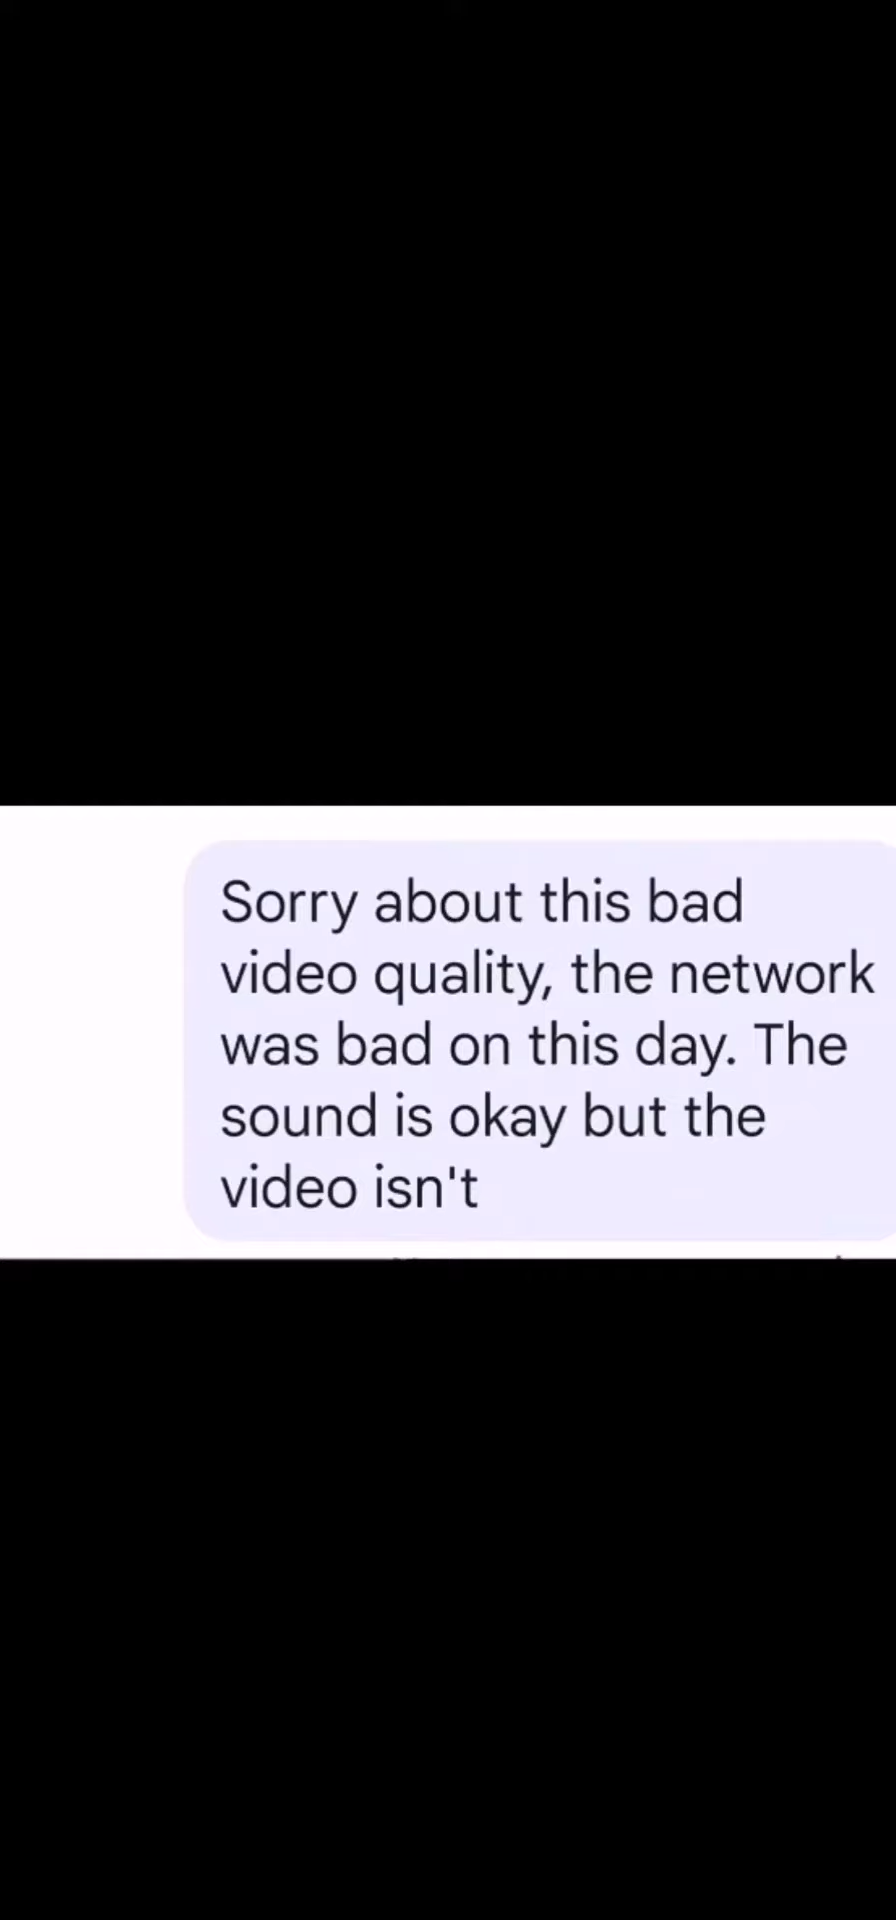 Sorry about this bad
video quality, the network
was bad on this day. The
sound is okay but the
video isn't